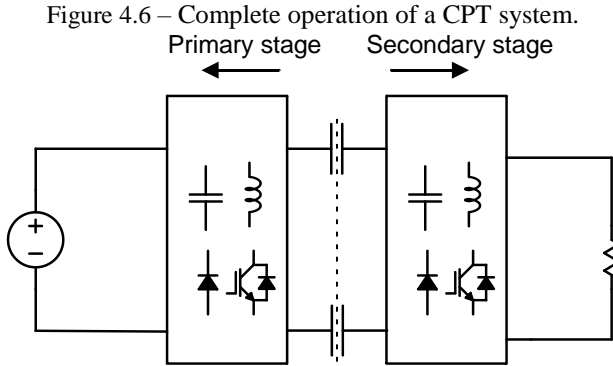 Figure 4.6 – Complete operation of a CPT system.
Primary stage Secondary stage
+
−